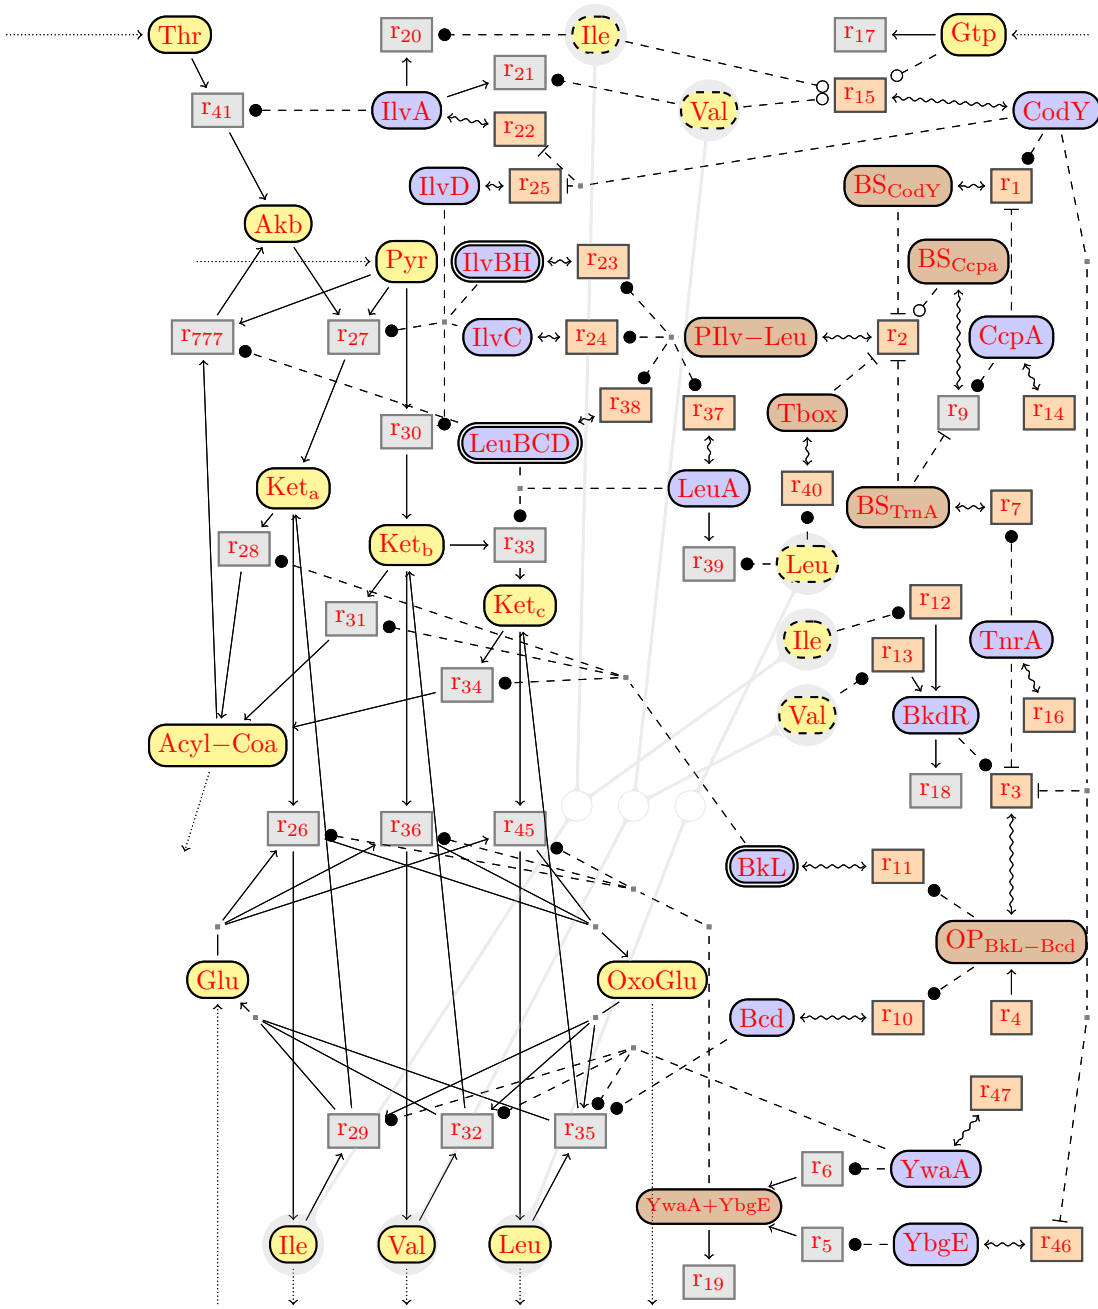 Thr
r20
Ile
r17
Gtp
r21
r41
IlvA
Val
r15
CodY
r22
IlvD
r25
BSCodY
r1
Akb
Pyr
IlvBH
r23
BSCcpa
r777
r27
IlvC
r24
PIlv−Leu
r2
CcpA
r38
r37
Tbox
r9
r14
r30
LeuBCD
Keta
LeuA
r40
BSTrnA
r7
r28
Ketb
r33
r39
Leu
Ketc
r12
r31
Ile
r13
TnrA
r34
Val
BkdR
r16
Acyl−Coa
r18
r3
r26
r36
r45
BkL
r11
OPBkL−Bcd
Glu
OxoGlu
Bcd
r10
r4
r47
r29
r32
r35
r6
YwaA
YwaA+YbgE
Ile
Val
Leu
r5
YbgE
r46
r19